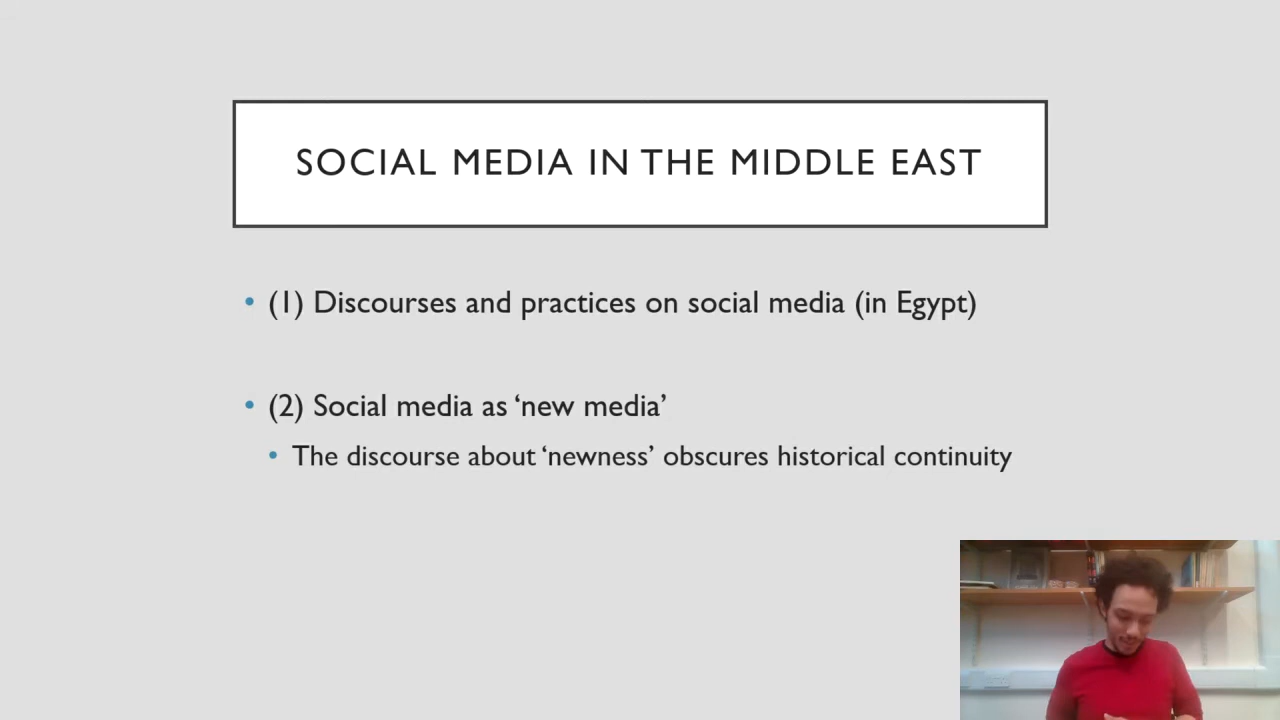 SOCIAL MEDIA IN THE MIDDLE EAST
• (1) Discourses and practices on social media (in Egypt)
• (2) Social media as ‘new media’
• The discourse about ‘newness’ obscures historical continuity